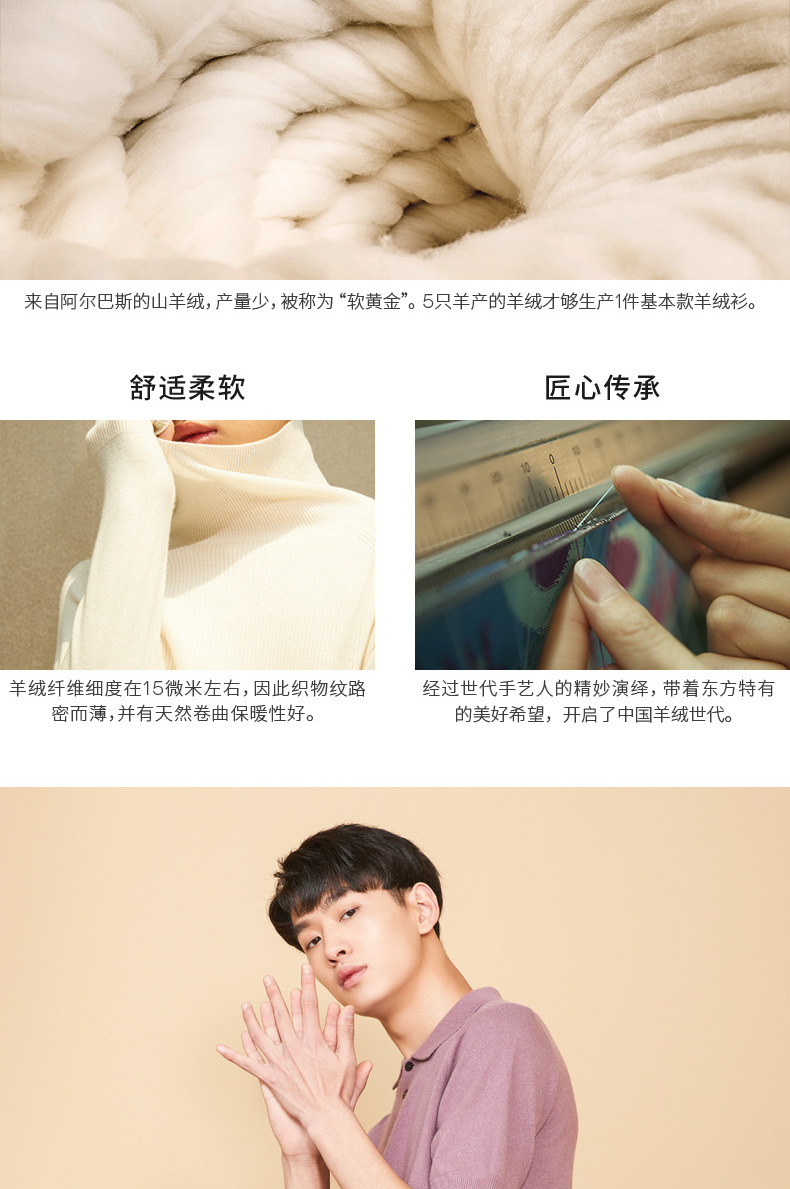 来自阿尔巴斯的山羊绒，产量少，被称为“软黄金”。5只羊产的羊绒才够生产1件基本款羊绒衫。
舒适柔软
羊绒纤维细度在15微米左右，因此织物纹路
密而薄，并有天然卷曲保暖性好。
匠心传承
10 0 10
经过世代手艺人的精妙演绎，带着东方特有
的美好希望，开启了中国羊绒世代。